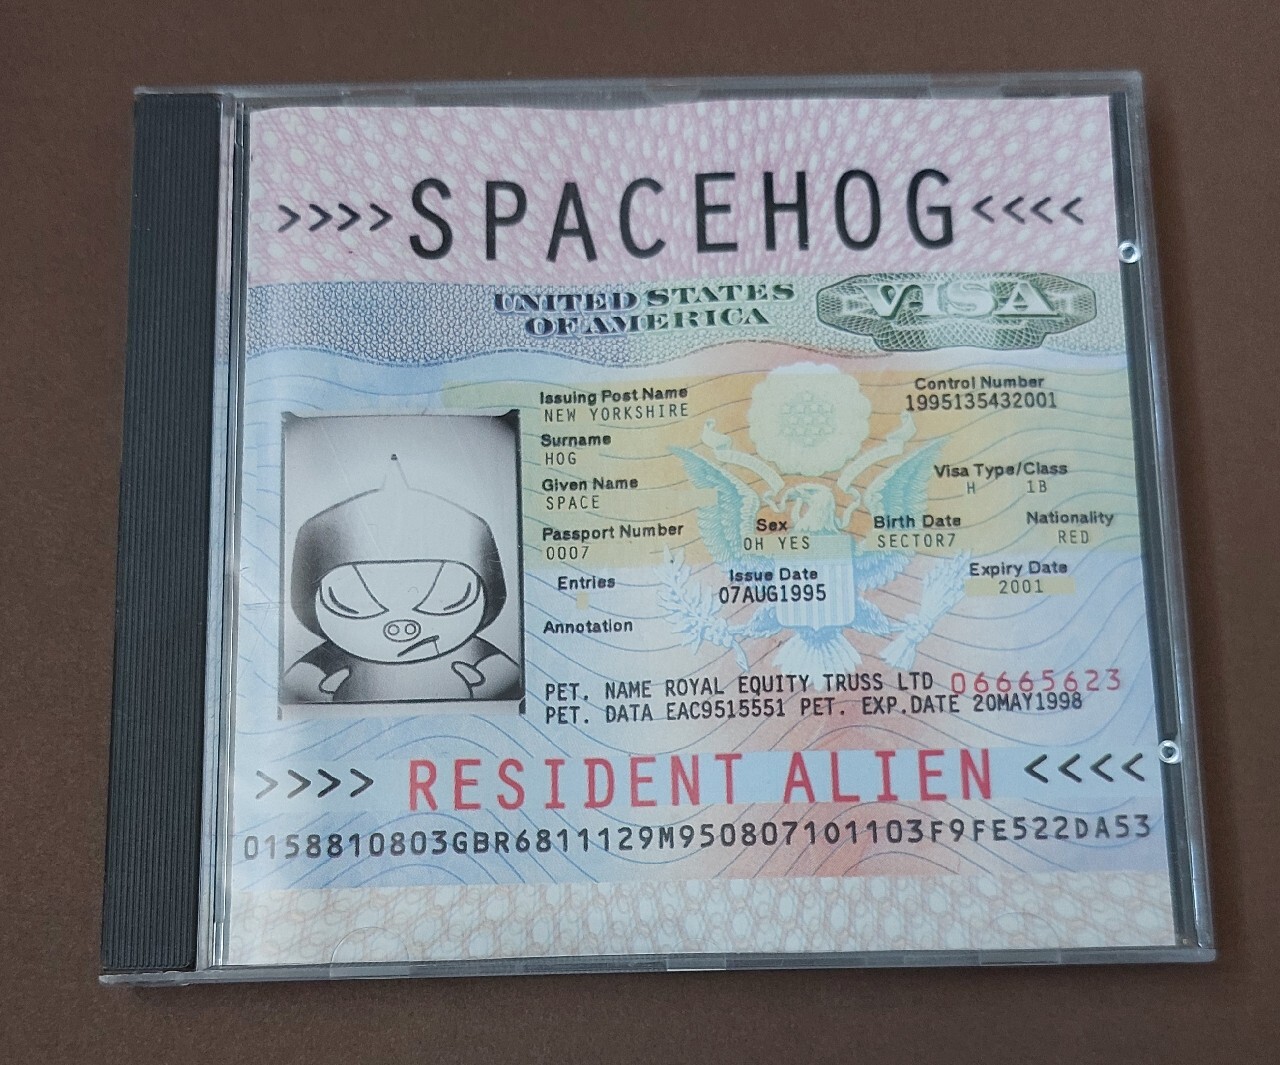 >>>>SPACEHOG<<<<
UNITED STATES
OF AMERICA
VISA
Issuing Post Name
NEW YORKSHIRE
Control Number
1995135432001
Surname
HOG
Given Name
SPACE
Visa Type/Class
H 1B
Passport Number
0007
Sex
OH YES
Birth Date
SECTOR7
Nationality
RED
Entries
Issue Date
07AUG1995
Expiry Date
2001
Annotation
PET. NAME ROYAL EQUITY TRUSS LTD 06665623
PET. DATA EAC9515551 PET. EXP.DATE 20MAY1998
>>>> RESIDENT ALIEN <<<<
0158810803GBR6811129M950807101103F9FE522DA53